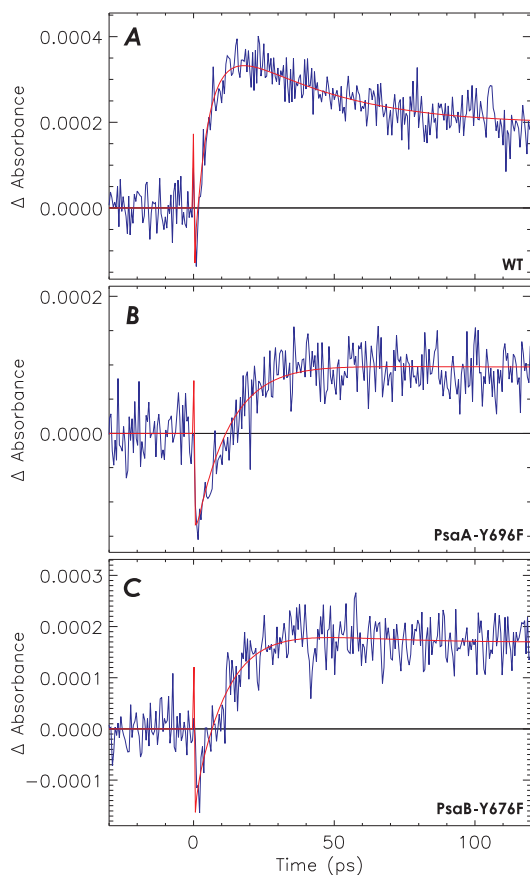 A
0.0004
0.0002
0.0000
Δ Absorbance
WT
B
0.0002
0.0000
Δ Absorbance
PsaA-Y696F
C
0.0003
0.0002
0.0001
0.0000
−0.0001
Δ Absorbance
PsaB-Y676F
0 50 100
Time (ps)